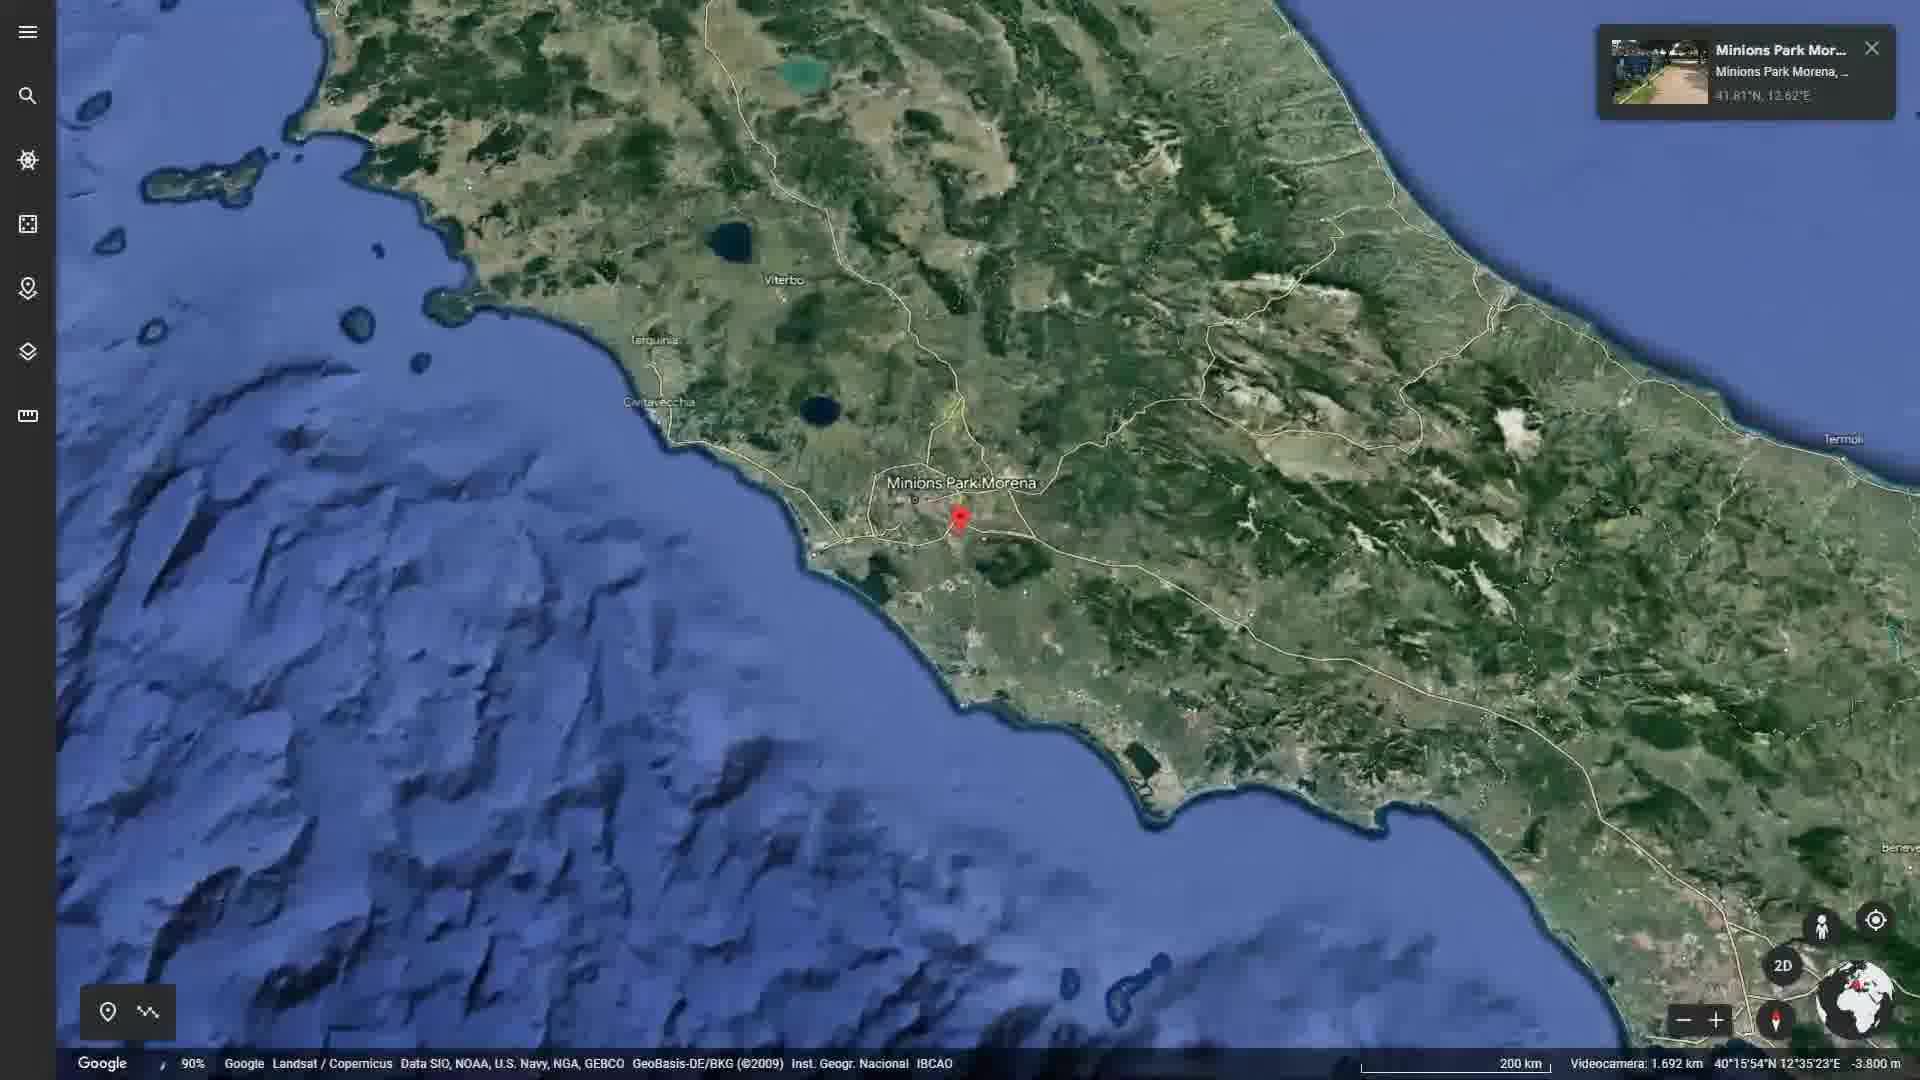 Minions Park Mor...
Minions Park Morena, ...
41.81°N, 12.62°E
Viterbo
Tarquinia
Civitavecchia
Termoli
Minions Park Morena
2D
Google
90%
Google Landsat / Copernicus Data SIO, NOAA, U.S. Navy, NGA, GEBCO GeoBasis-DE/BKG (©2009) Inst. Geogr. Nacional IBCAO
200 km
Videocamera: 1.692 km 40°15'54"N 12°35'23"E -3.800 m